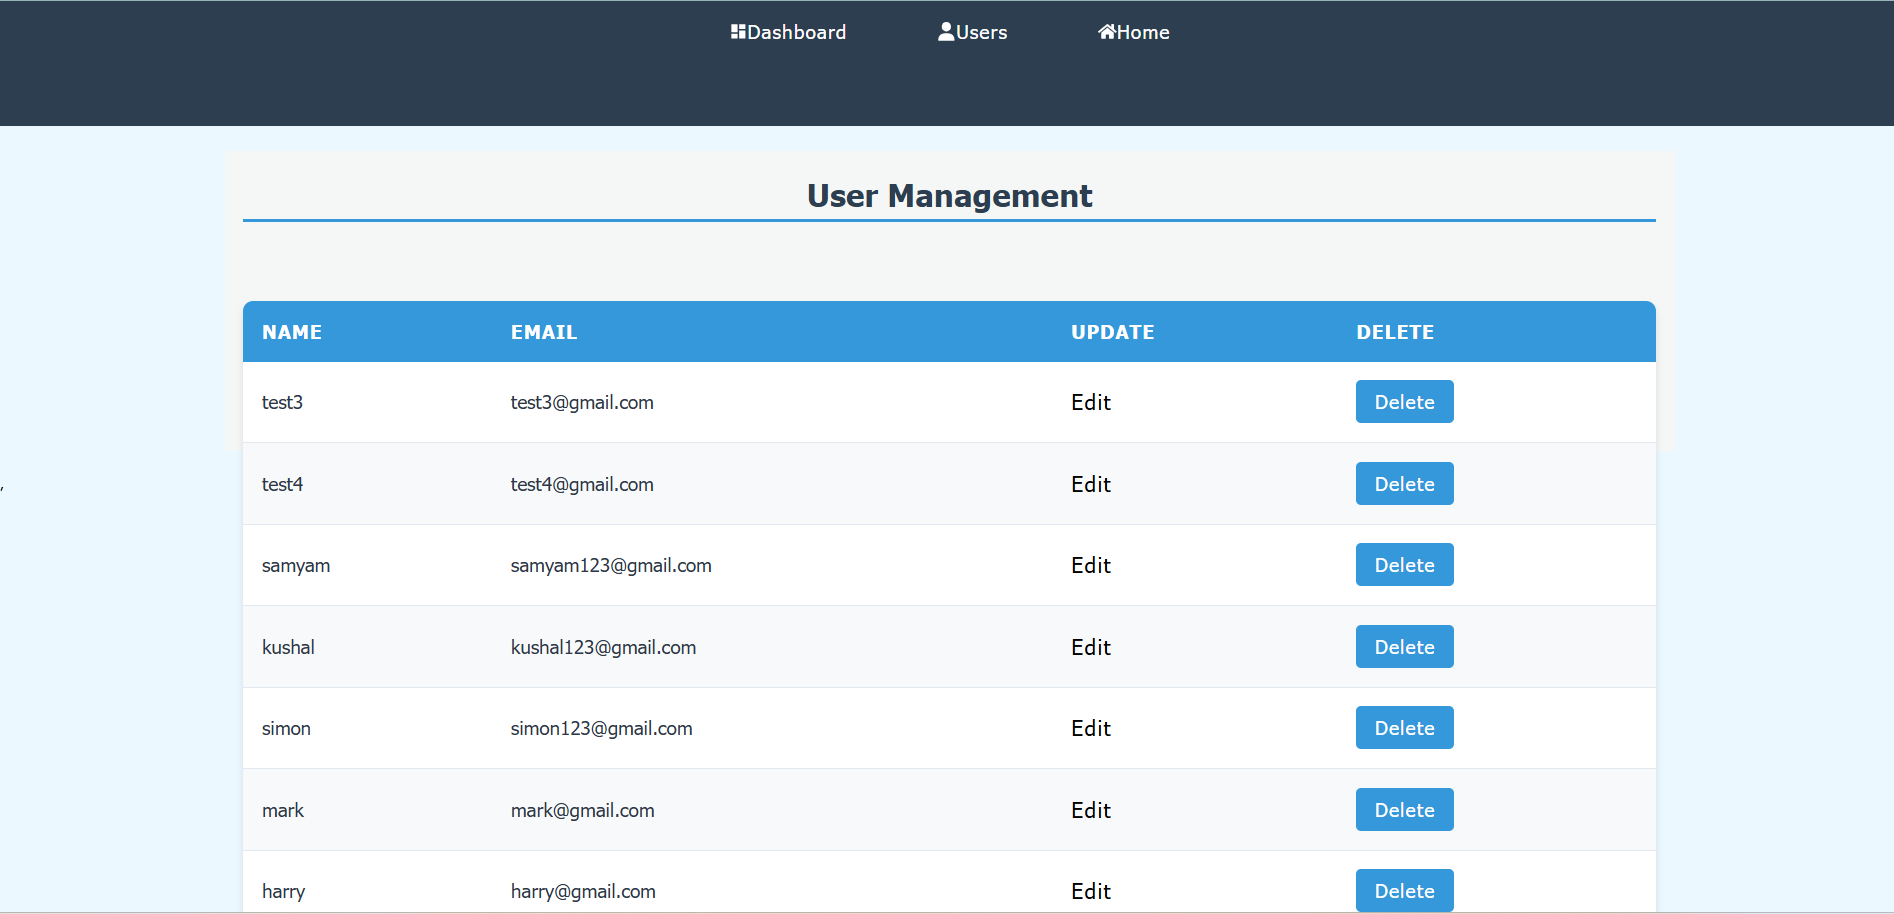 Dashboard Users Home
User Management
NAME EMAIL UPDATE DELETE
test3 test3@gmail.com Edit Delete
test4 test4@gmail.com Edit Delete
,
samyam samyam123@gmail.com Edit Delete
kushal kushal123@gmail.com Edit Delete
simon simon123@gmail.com Edit Delete
mark mark@gmail.com Edit Delete
harry harry@gmail.com Edit Delete